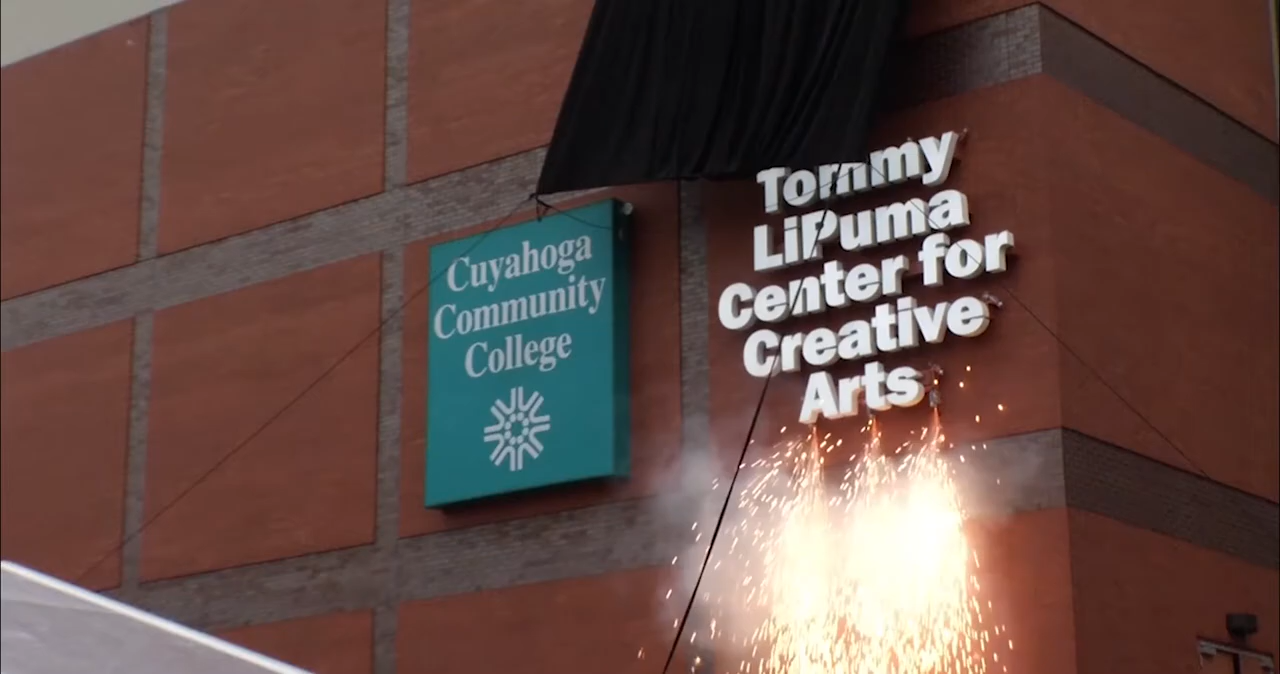 Cuyahoga
Community
College
Tommy
LiPuma
Center for
Creative
Arts